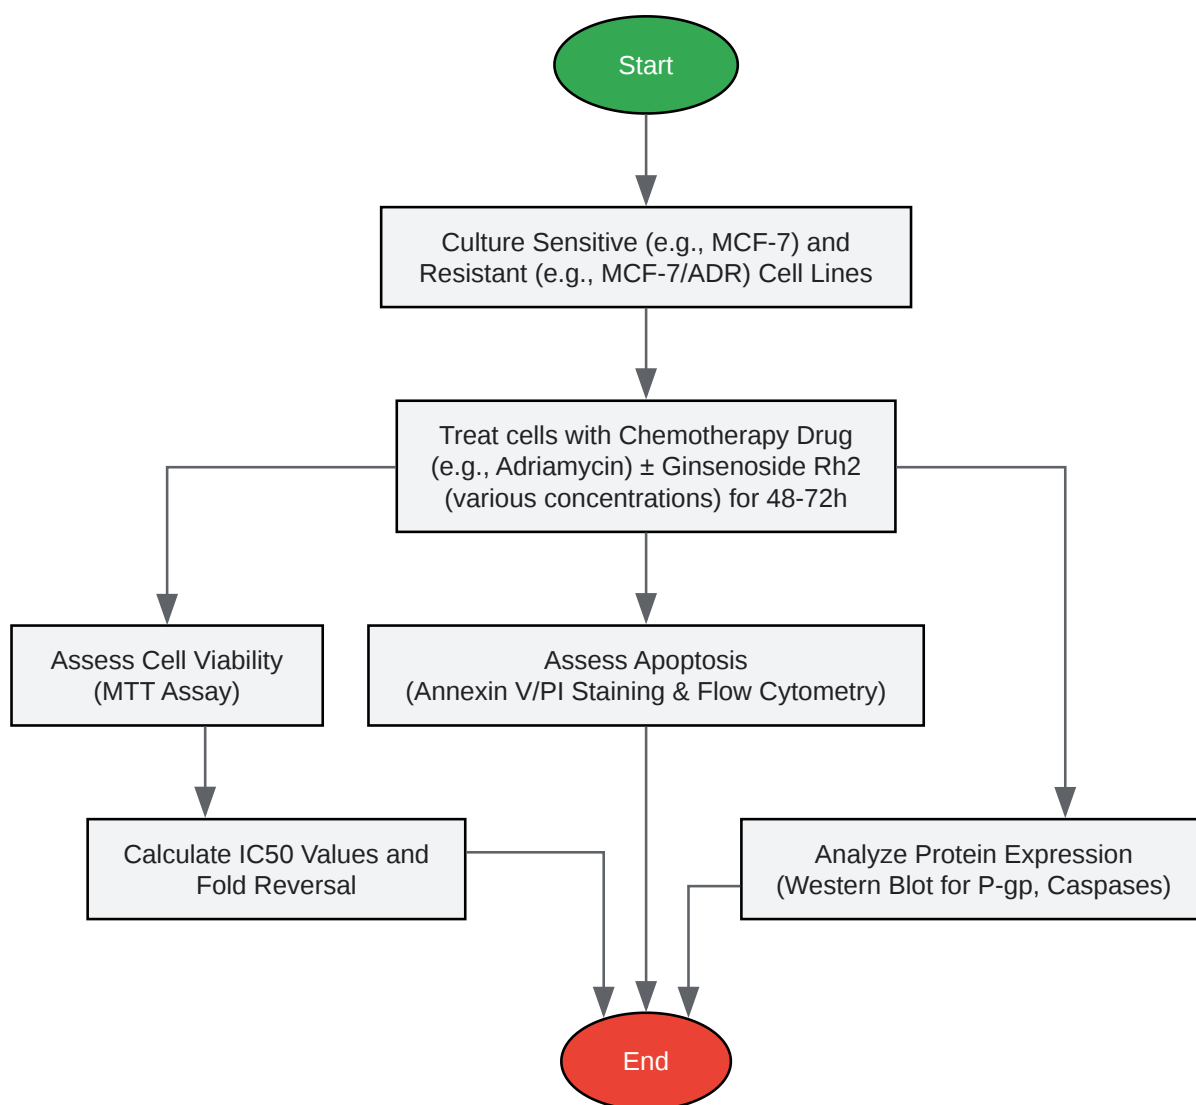 Start
Culture Sensitive (e.g., MCF-7) and
Resistant (e.g., MCF-7/ADR) Cell Lines
Treat cells with Chemotherapy Drug
(e.g., Adriamycin) ± Ginsenoside Rh2
(various concentrations) for 48-72h
Assess Cell Viability
(MTT Assay)
Assess Apoptosis
(Annexin V/PI Staining & Flow Cytometry)
Calculate IC50 Values and
Fold Reversal
Analyze Protein Expression
(Western Blot for P-gp, Caspases)
End